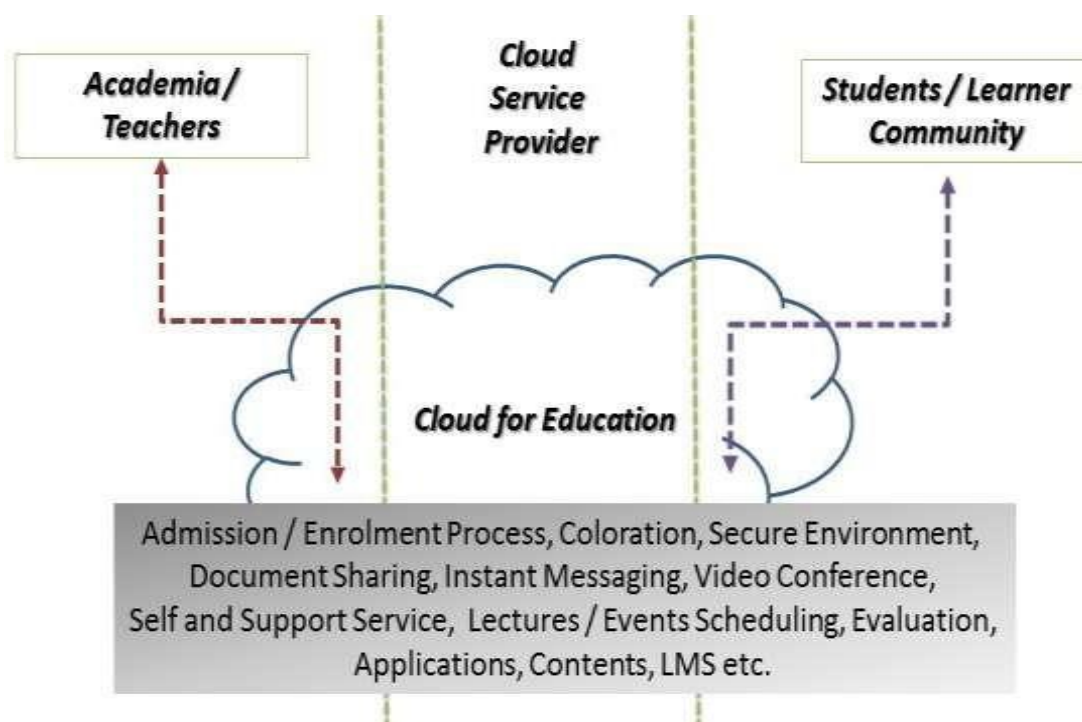 Academia /
Teachers
Cloud
Service
Provider
Students / Learner
Community
Cloud for Education
Admission / Enrolment Process, Coloration, Secure Environment,
Document Sharing, Instant Messaging, Video Conference,
Self and Support Service, Lectures / Events Scheduling, Evaluation,
Applications, Contents, LMS etc.